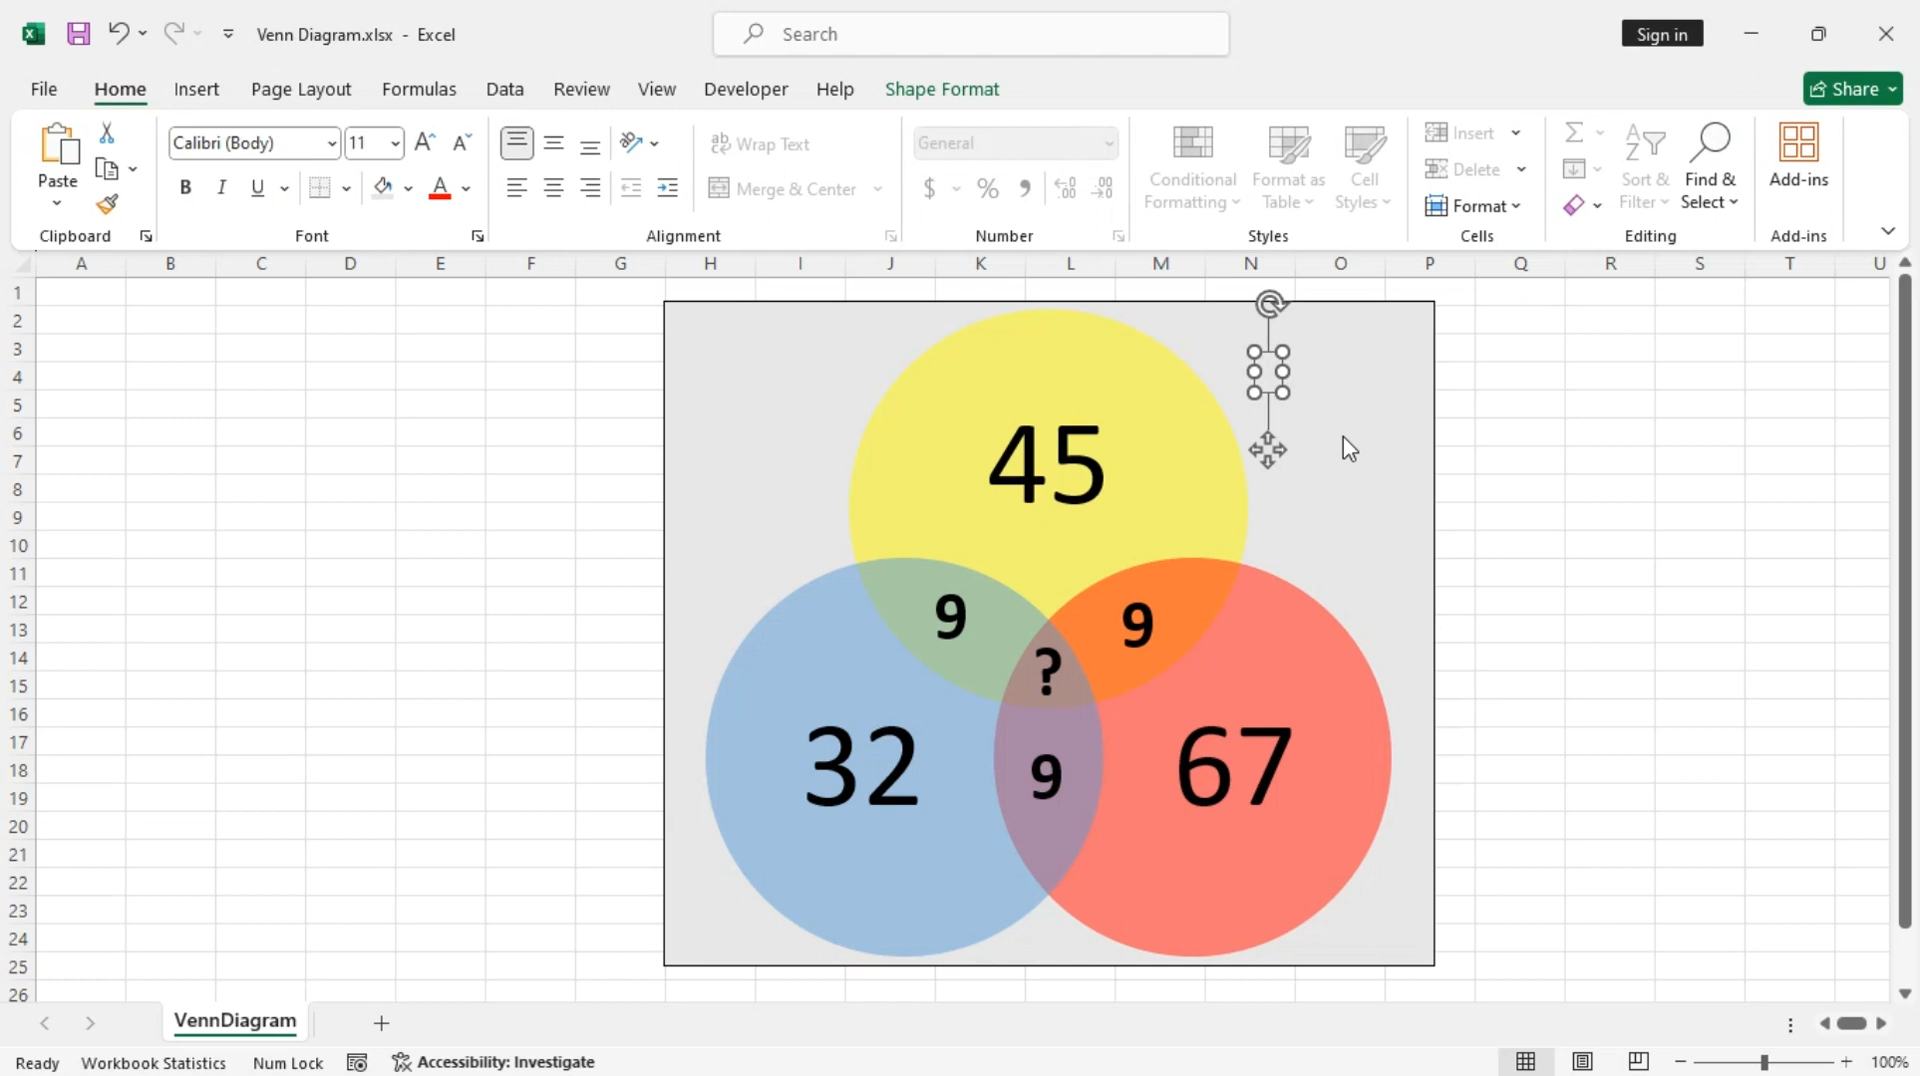 Venn Diagram.xlsx - Excel
Search
Sign in
File Home Insert Page Layout Formulas Data Review View Developer Help Shape Format
Share
Paste
Clipboard
Calibri (Body) 11
B I U A
Font
ab Wrap Text
Merge & Center
Alignment
General
$ % 9 .00
Number
Conditional Formatting
Format as Table
Cell Styles
Styles
Insert
Delete
Format
Cells
Sort & Filter
Find & Select
Editing
Add-ins
Add-ins
A B C D E F G H I J K L M N O P Q R S T U
1
2
3
4
5
6
7
8
9
10
11
12
13
14
15
16
17
18
19
20
21
22
23
24
25
26
45
9 9
?
32 67
9
VennDiagram
Ready Workbook Statistics Num Lock Accessibility: Investigate
100%